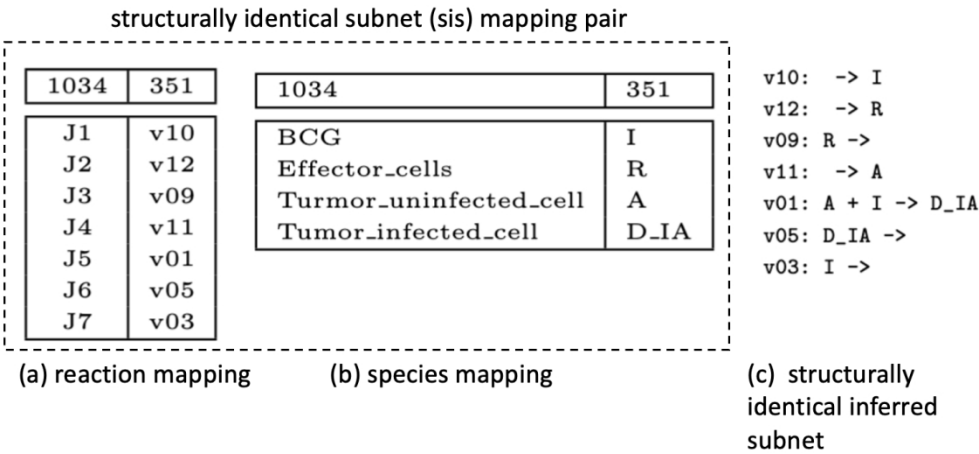 structurally identical subnet (sis) mapping pair
1034 351
J1 v10
J2 v12
J3 v09
J4 v11
J5 v01
J6 v05
J7 v03
1034 351
BCG I
Effector_cells R
Turmor_uninfected_cell A
Tumor_infected_cell D_IA
v10: -> I
v12: -> R
v09: R ->
v11: -> A
v01: A + I -> D_IA
v05: D_IA ->
v03: I ->
(a) reaction mapping
(b) species mapping
(c) structurally
identical inferred
subnet